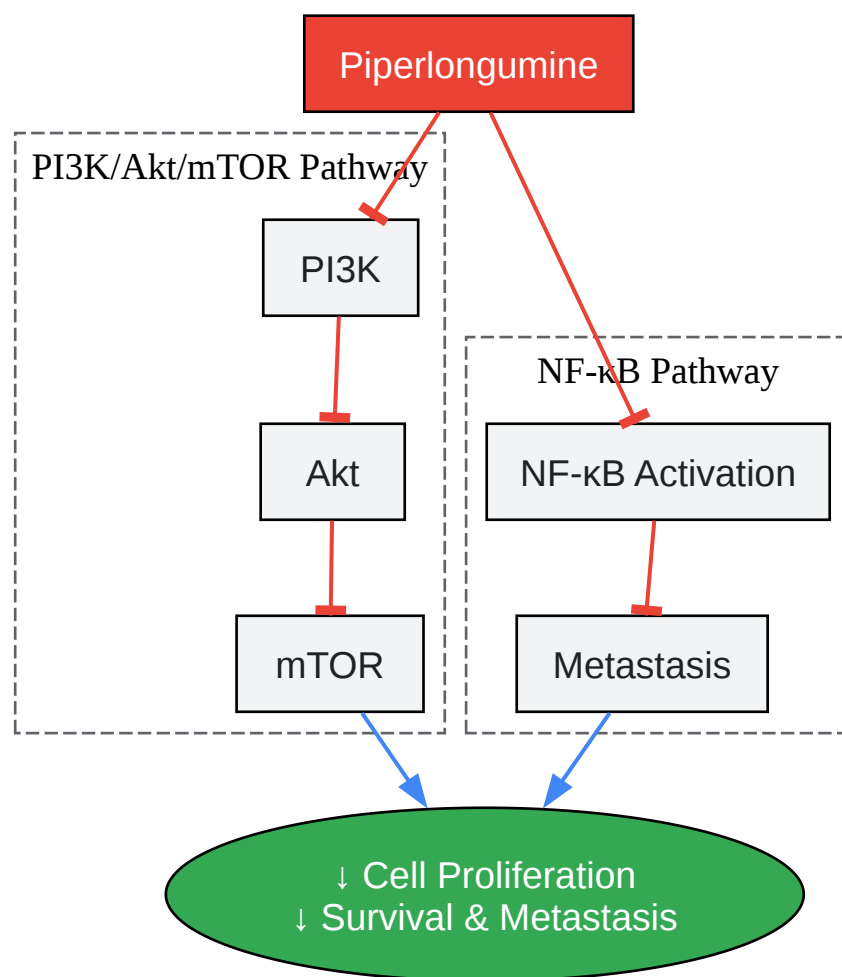 Piperlongumine
PI3K/Akt/mTOR Pathway
PI3K
NF-κB Pathway
Akt
NF-κB Activation
mTOR
Metastasis
↓ Cell Proliferation
↓ Survival & Metastasis